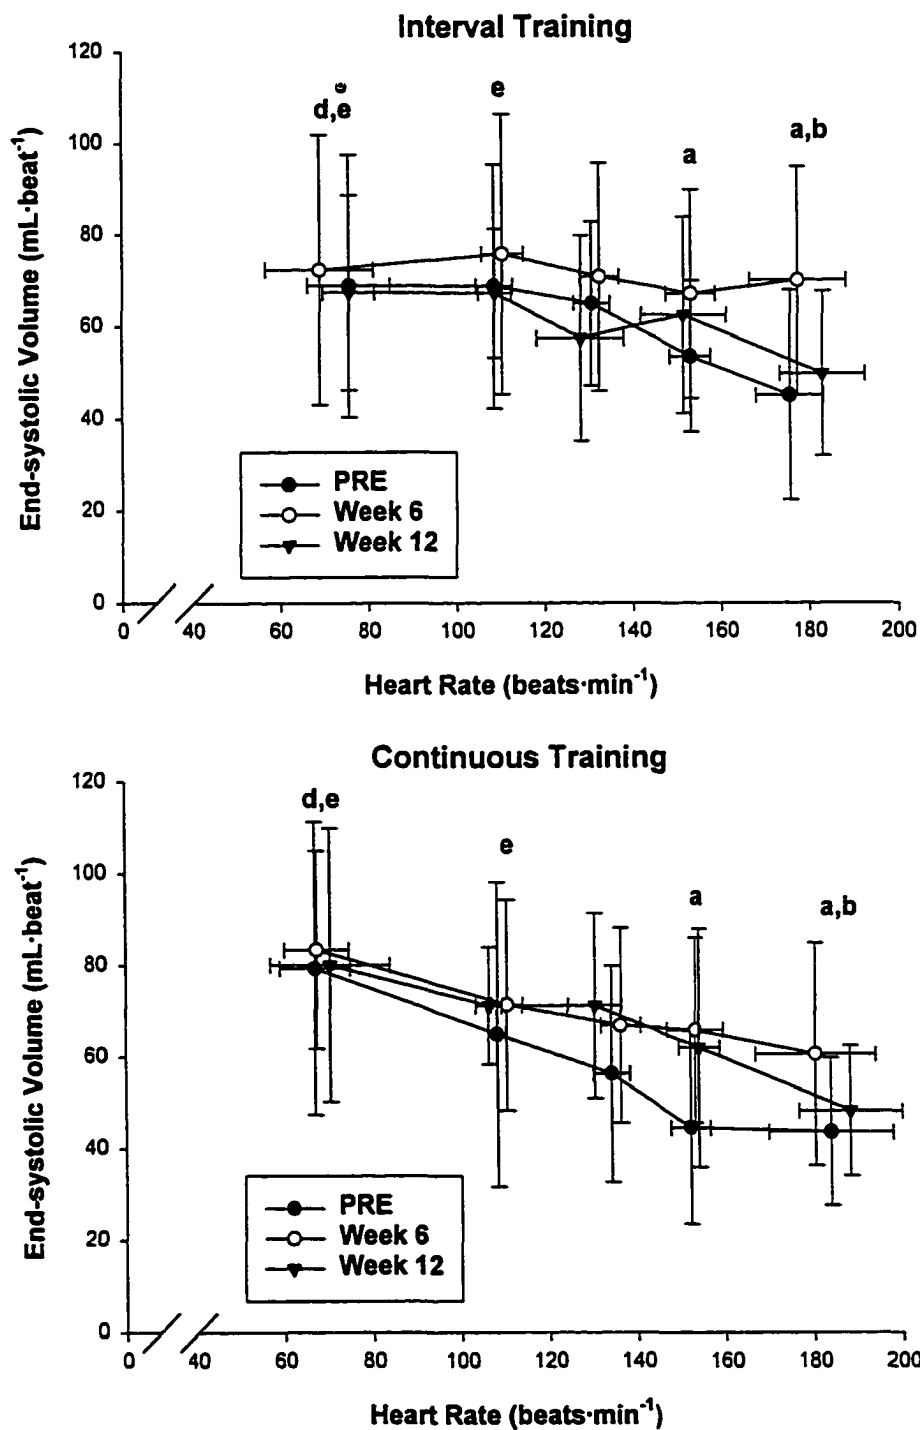 Interval Training
120
100
80
60
40
20
0
End-systolic Volume (mL·beat⁻¹)
d,e
e
e
a
a,b
PRE
Week 6
Week 12
0 40 60 80 100 120 140 160 180 200
Heart Rate (beats·min⁻¹)
Continuous Training
120
100
80
60
40
20
0
End-systolic Volume (mL·beat⁻¹)
d,e
e
a
a,b
PRE
Week 6
Week 12
0 40 60 80 100 120 140 160 180 200
Heart Rate (beats·min⁻¹)